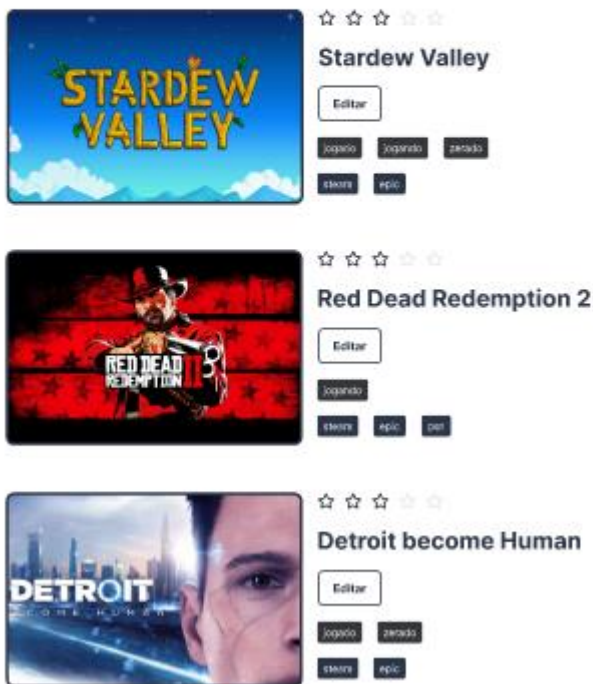 STARDEW
VALLEY
Stardew Valley
Editar
jogado jogando zerado
steam epic
RED DEAD
REDEMPTION II
Red Dead Redemption 2
Editar
jogando
steam epic psn
DETROIT
BECOME HUMAN
Detroit become Human
Editar
jogado zerado
steam epic